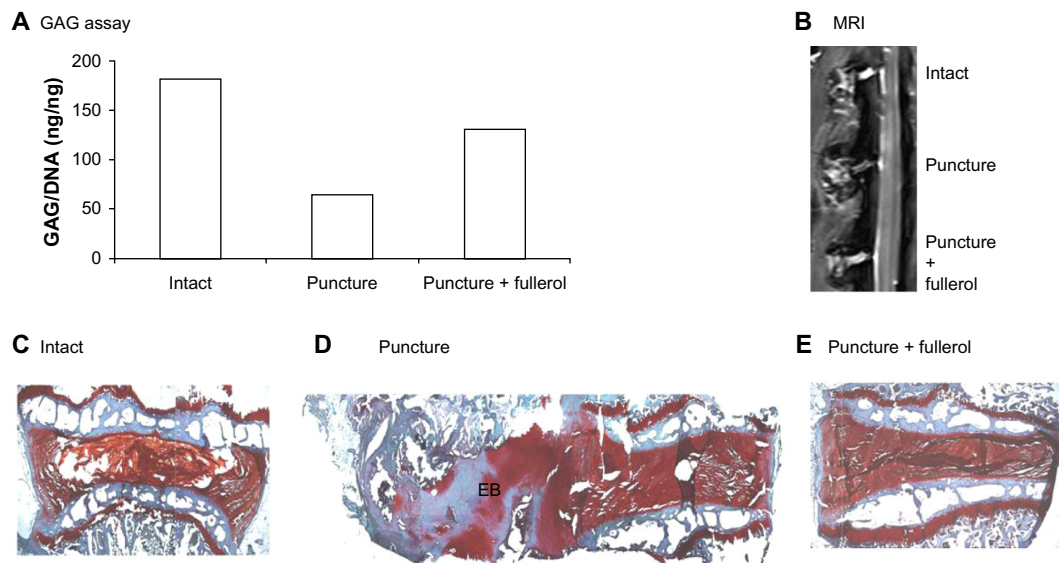 A GAG assay
GAG/DNA (ng/ng)
200
150
100
50
0
Intact
Puncture
Puncture + fullerol
B MRI
Intact
Puncture
Puncture
+
fullerol
C Intact
D Puncture
EB
E Puncture + fullerol